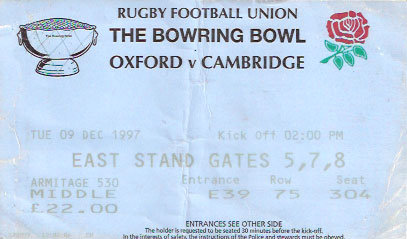 RUGBY FOOTBALL UNION
THE BOWRING BOWL
The Bowring Bowl
OXFORD v CAMBRIDGE
TUE 09 DEC 1997 Kick Off 02:00 PM
EAST STAND GATES 5,7,8
ARMITAGE 530 Entrance Row Seat
MIDDLE E39 75 304
£22.00
ENTRANCES SEE OTHER SIDE
The holder is requested to be seated 30 minutes before the kick-off.
In the interests of safety, the instructions of the Police and stewards must be obeyed.